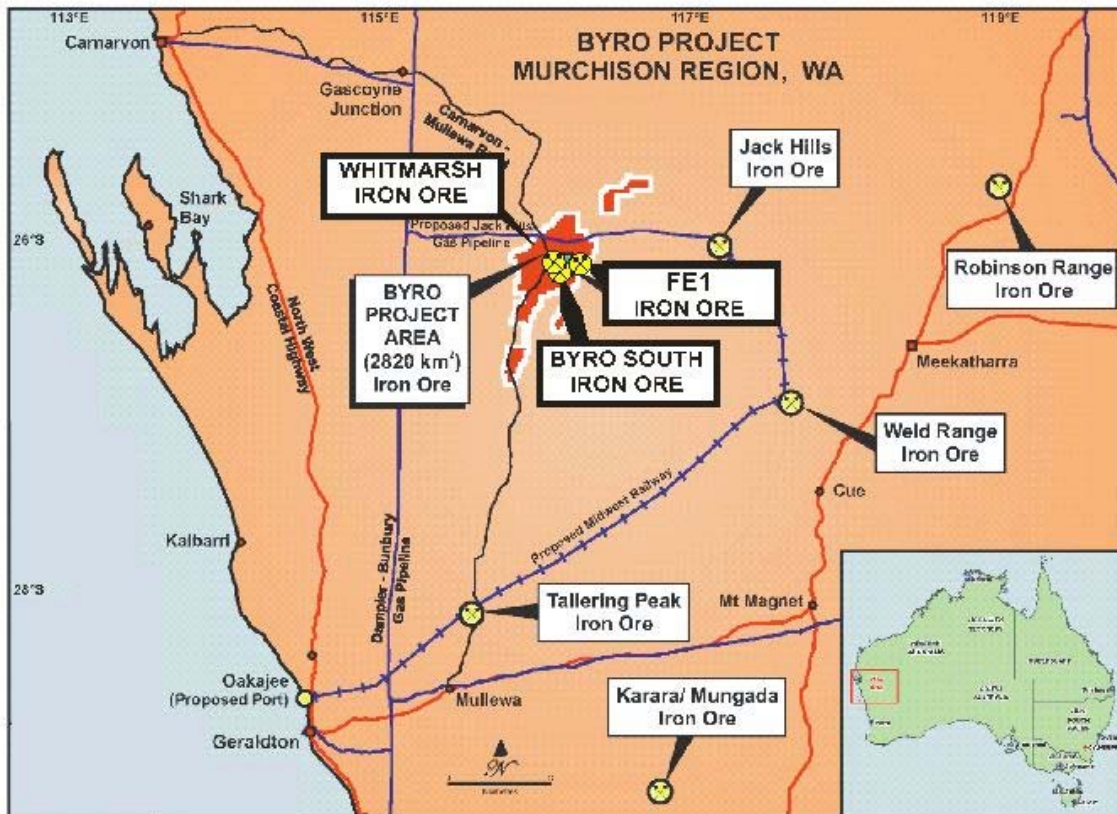 113°E
115°E
117°E
119°E
BYRO PROJECT
MURCHISON REGION, WA
Carnarvon
Gascoyne
Junction
Carnarvon -
Mullewa
WHITMARSH
IRON ORE
Jack Hills
Iron Ore
Shark
Bay
26°S
Proposed Jack Hills
Gas Pipeline
Robinson Range
Iron Ore
BYRO
PROJECT
AREA
(2820 km²)
Iron Ore
FE1
IRON ORE
North West
Coastal Highway
BYRO SOUTH
IRON ORE
Meekatharra
Weld Range
Iron Ore
Cue
Kalbarri
Proposed Midwest Railway
Dampier - Bunbury
Gas Pipeline
28°S
Tallering Peak
Iron Ore
Mt Magnet
Oakajee
(Proposed Port)
Mullewa
Karara/ Mungada
Iron Ore
Geraldton
N